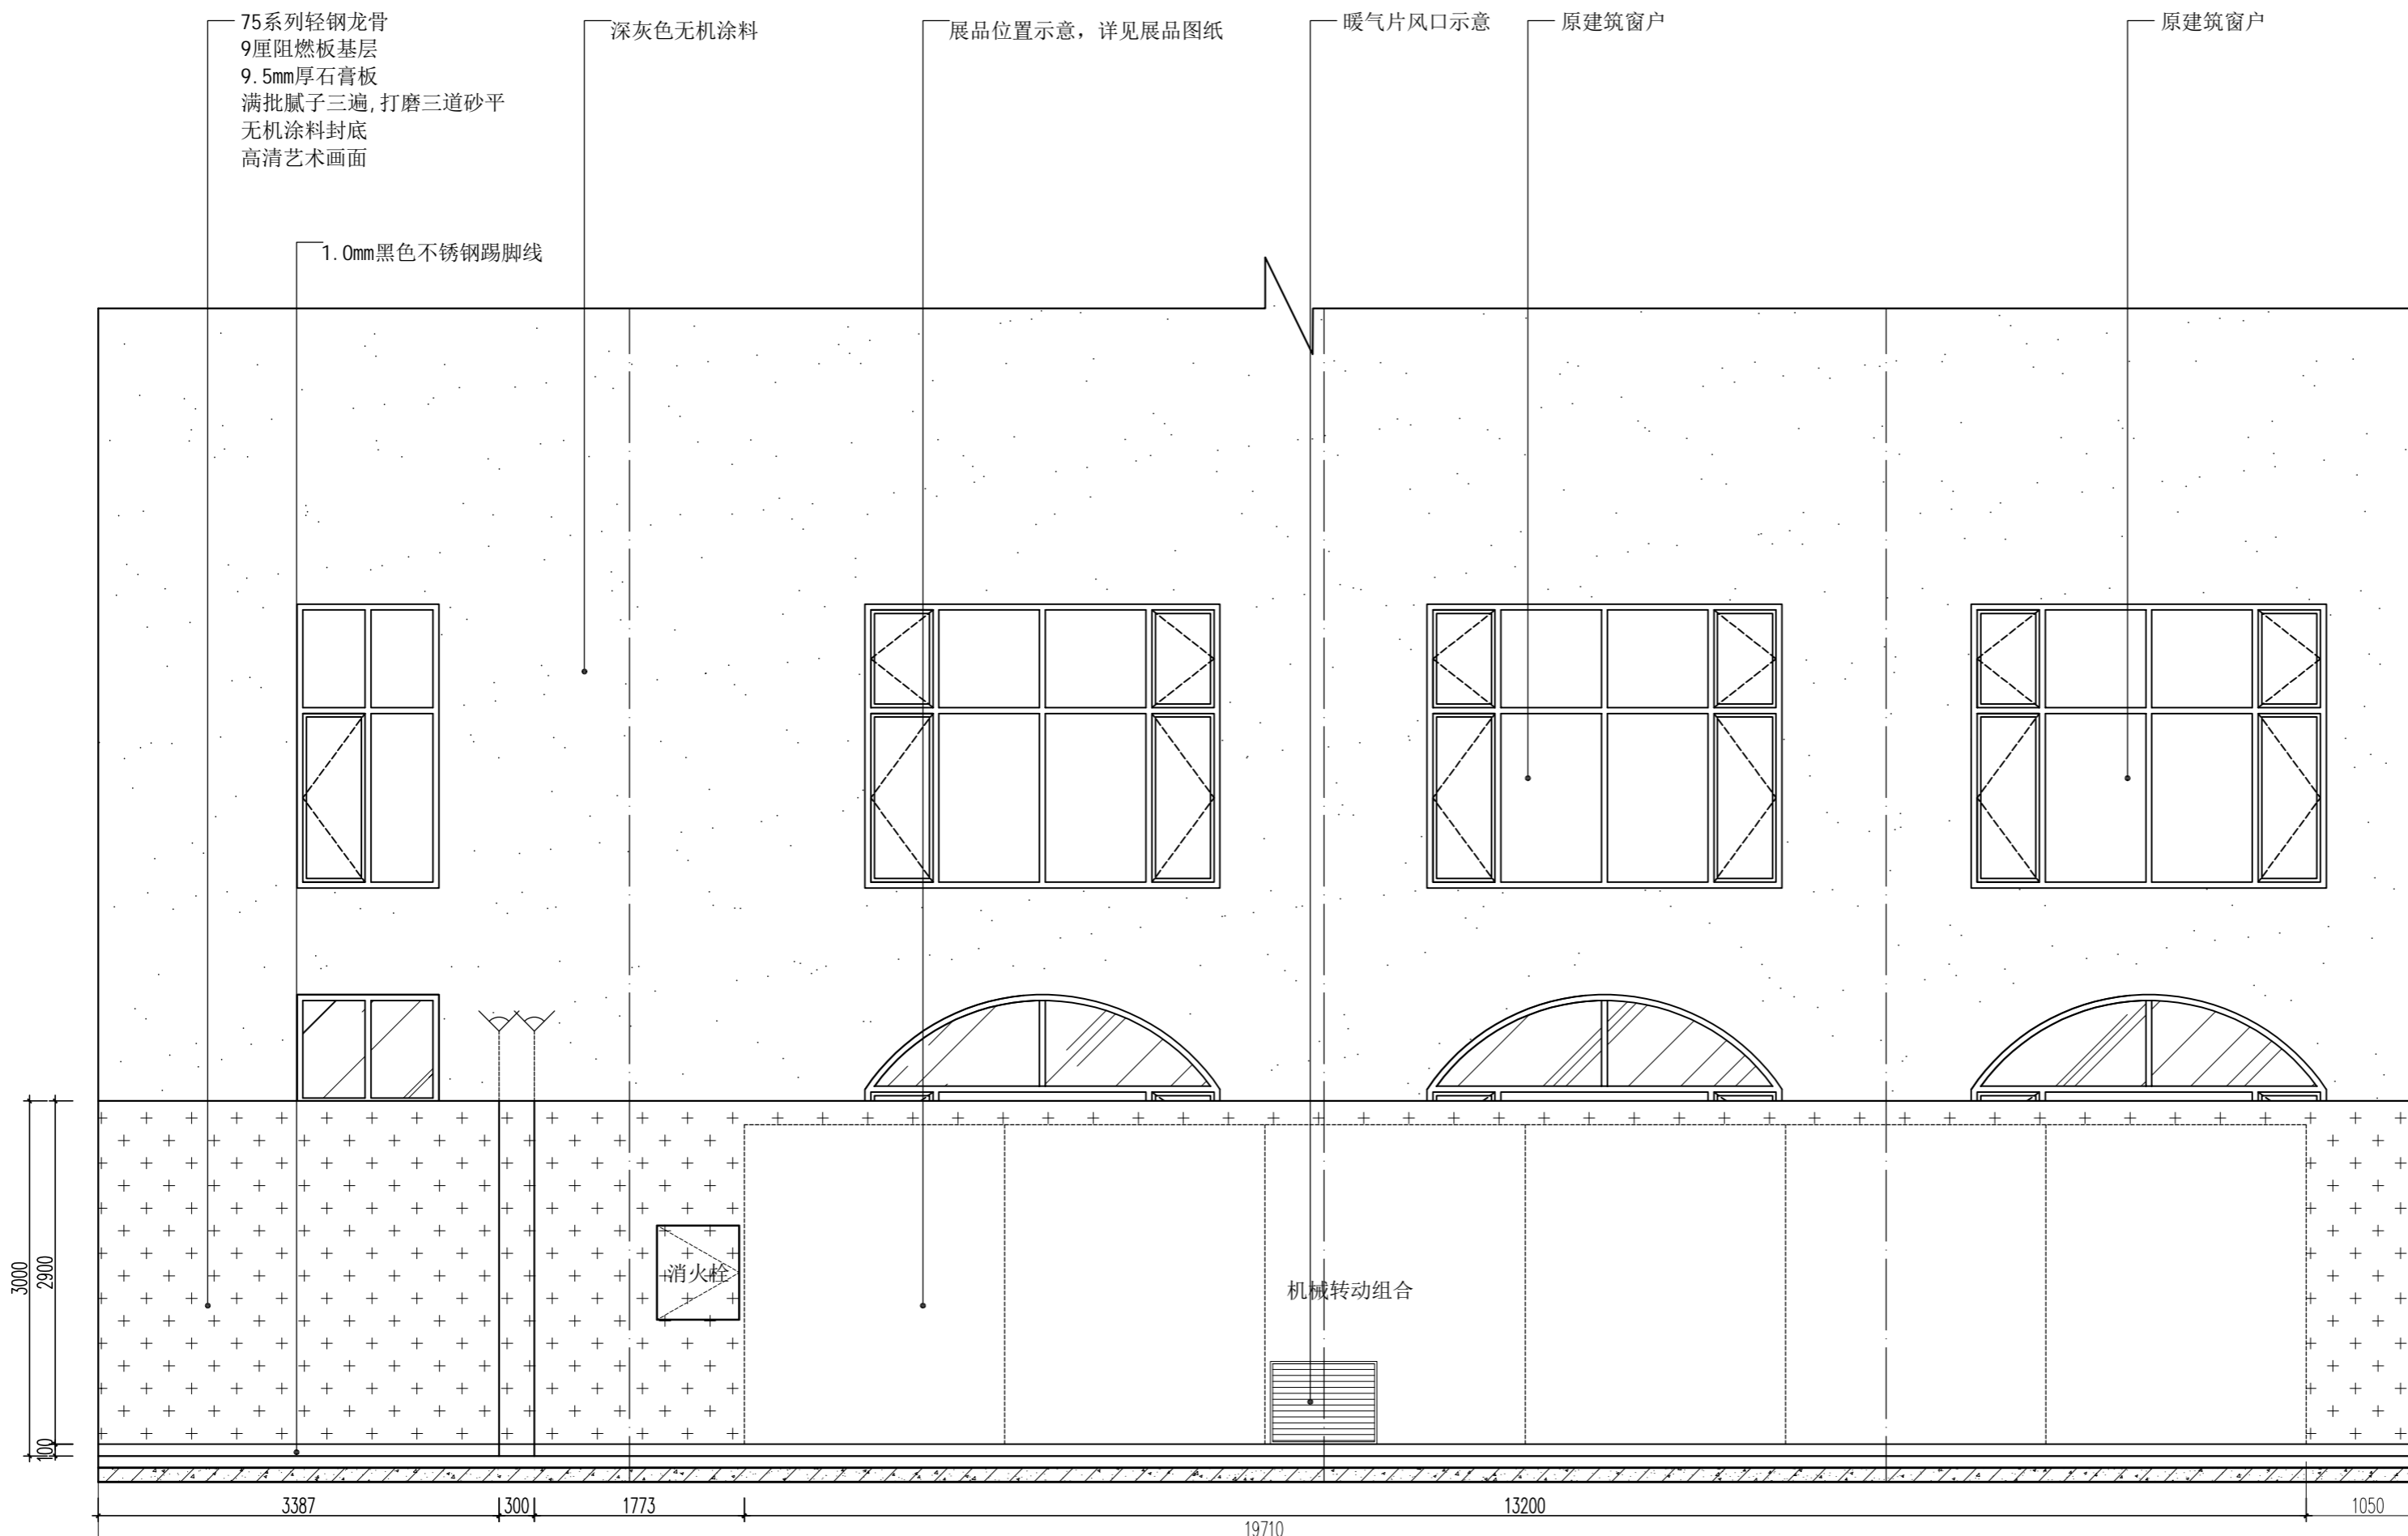 75系列轻钢龙骨
9厘阻燃板基层
9.5mm厚石膏板
满批腻子三遍,打磨三道砂平
无机涂料封底
高清艺术画面
深灰色无机涂料
展品位置示意，详见展品图纸
暖气片风口示意
原建筑窗户
原建筑窗户
1.0mm黑色不锈钢踢脚线
消火栓
机械转动组合
3000
2900
100
3387
300
1773
13200
1050
19710